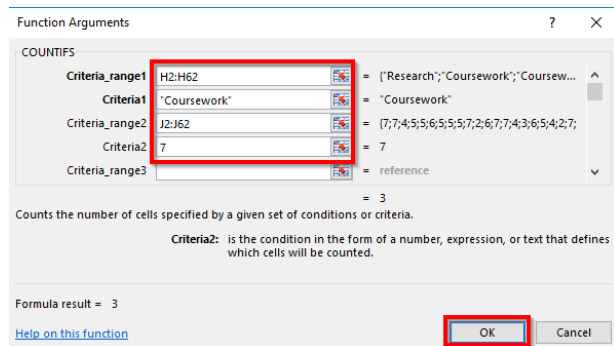 Function Arguments ? ×
COUNTIFS
Criteria_range1 H2:H62 = {"Research";"Coursework";"Coursew...
Criteria1 "Coursework" = "Coursework"
Criteria_range2 J2:J62 = {7;7;4;5;5;6;5;5;5;7;2;6;7;7;4;3;6;5;4;2;7;
Criteria2 7 = 7
Criteria_range3 = reference
= 3
Counts the number of cells specified by a given set of conditions or criteria.
Criteria2: is the condition in the form of a number, expression, or text that defines
which cells will be counted.
Formula result = 3
Help on this function OK Cancel